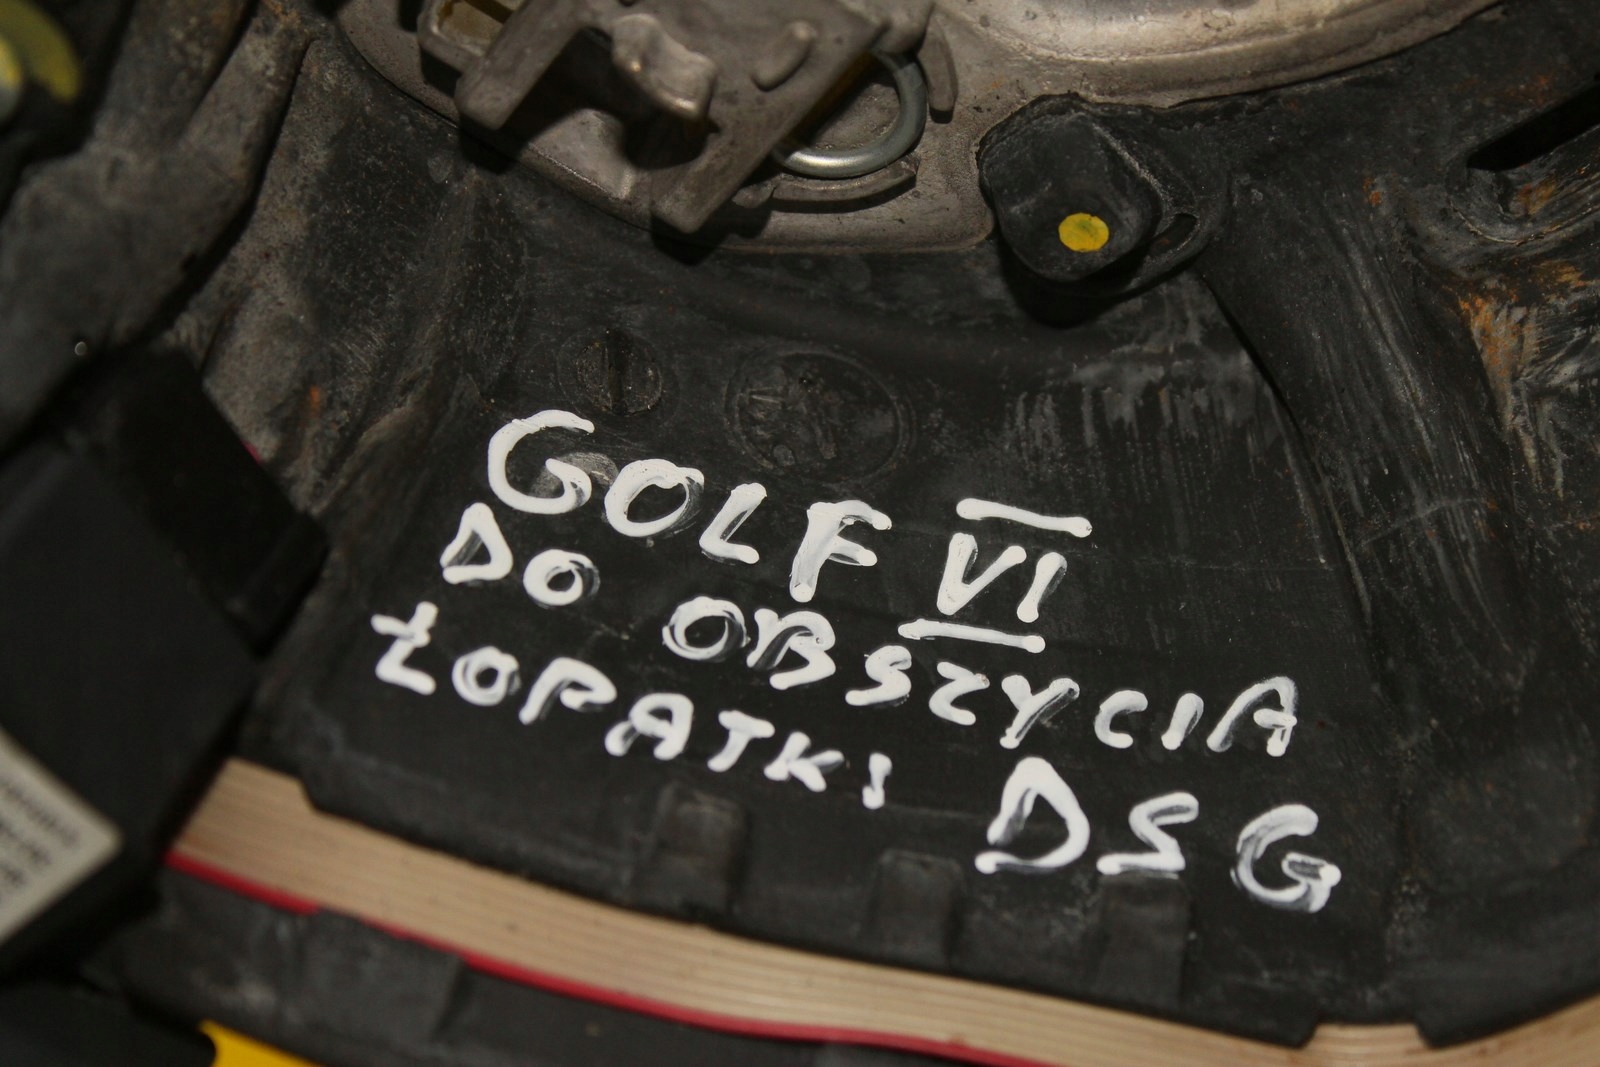 GOLF VI
DO OBSZYCIA
ŁOPATKI DSG